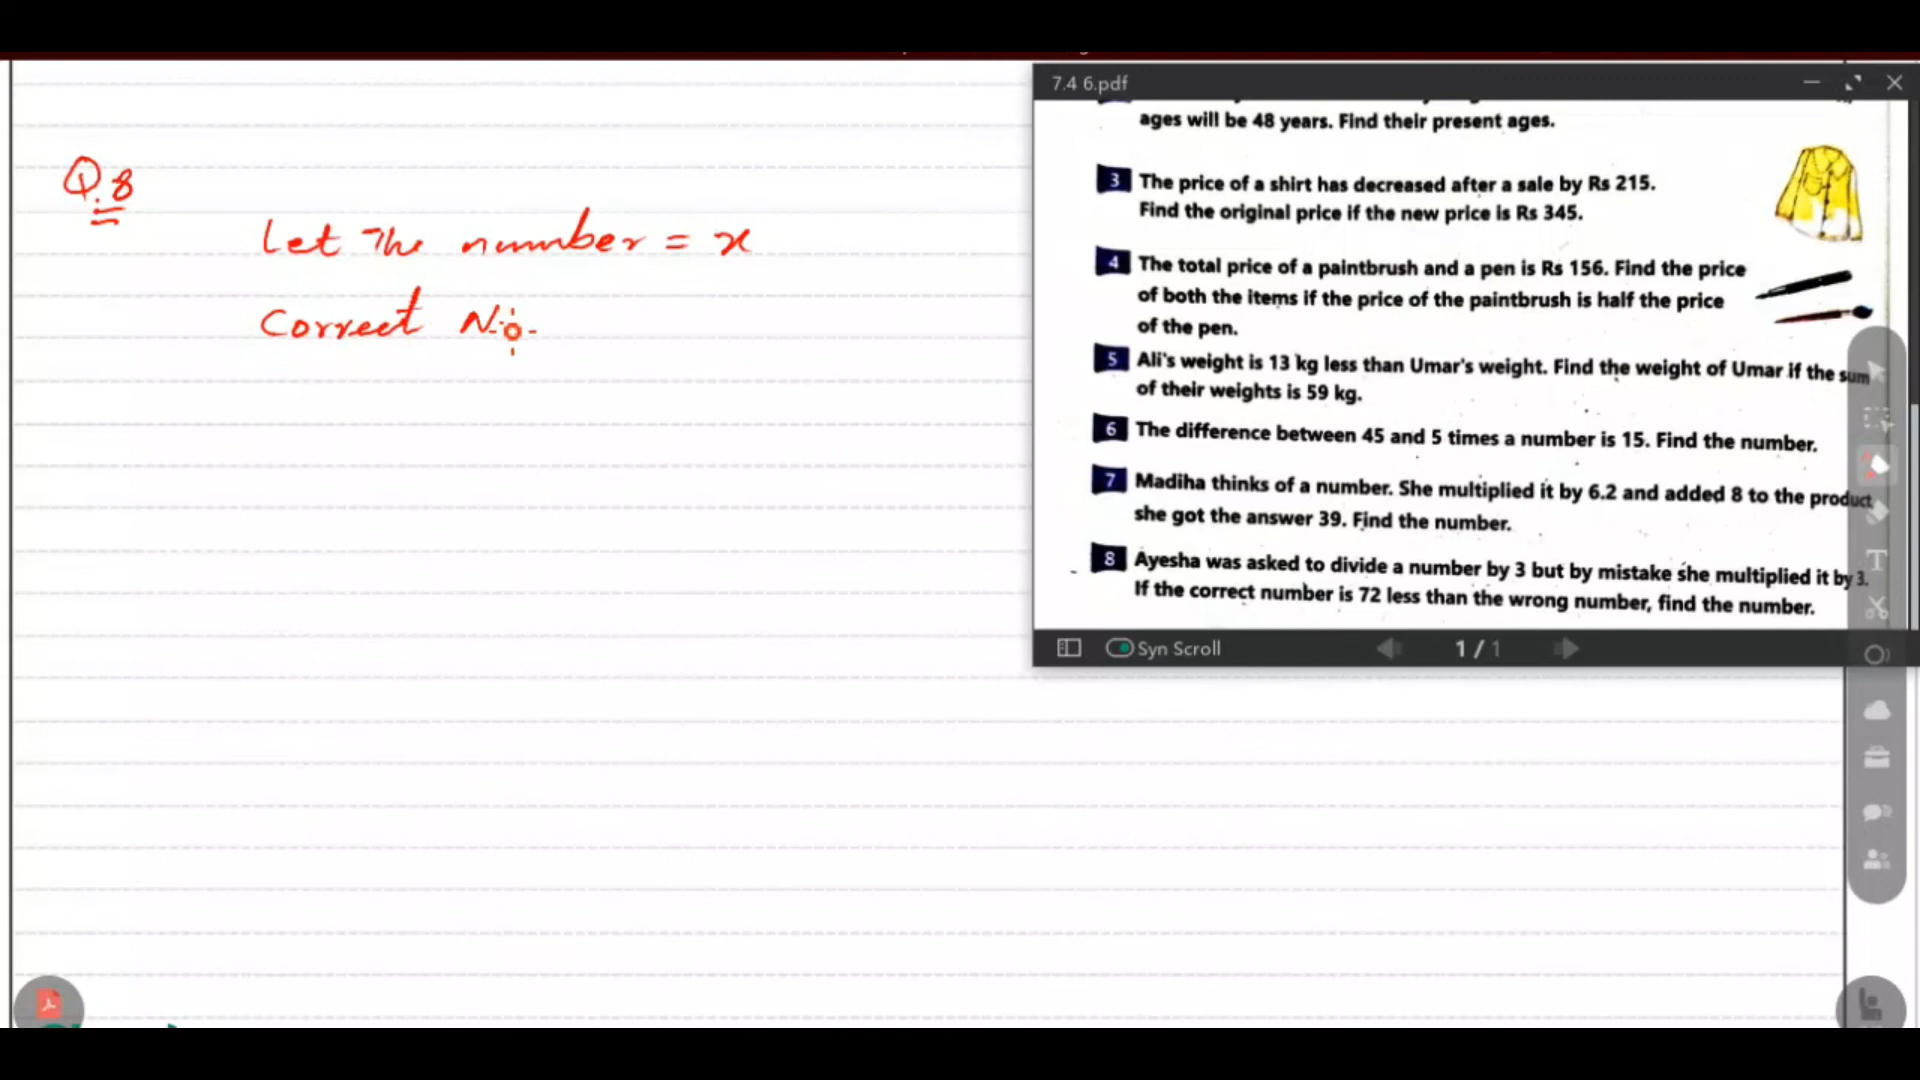 7.4 6.pdf
ages will be 48 years. Find their present ages.
3 The price of a shirt has decreased after a sale by Rs 215.
Find the original price if the new price is Rs 345.
4 The total price of a paintbrush and a pen is Rs 156. Find the price
of both the items if the price of the paintbrush is half the price
of the pen.
5 Ali's weight is 13 kg less than Umar's weight. Find the weight of Umar if the sum
of their weights is 59 kg.
6 The difference between 45 and 5 times a number is 15. Find the number.
7 Madiha thinks of a number. She multiplied it by 6.2 and added 8 to the product
she got the answer 39. Find the number.
8 Ayesha was asked to divide a number by 3 but by mistake she multiplied it by 3.
If the correct number is 72 less than the wrong number, find the number.
Syn Scroll
1 / 1
Q.8
Let The number = x
Correct No
T